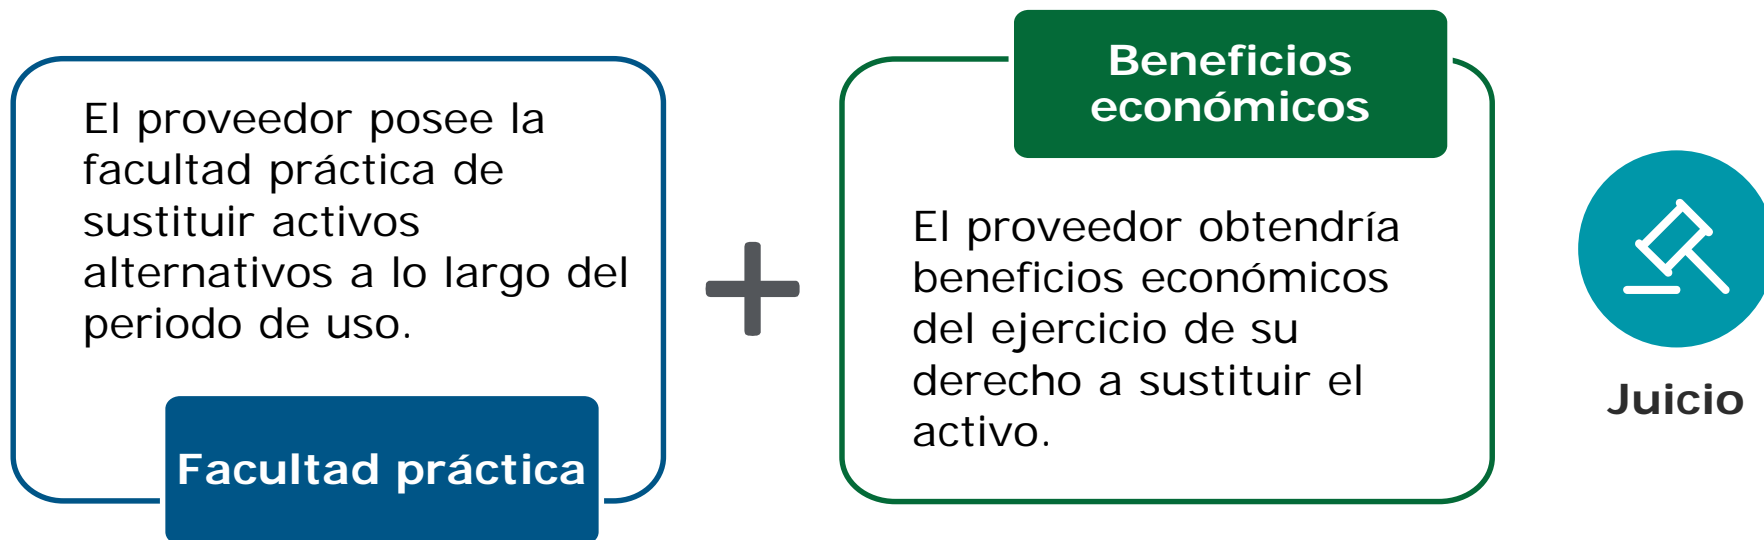 El proveedor posee la
facultad práctica de
sustituir activos
alternativos a lo largo del
periodo de uso.
Facultad práctica
Beneficios
económicos
El proveedor obtendría
beneficios económicos
del ejercicio de su
derecho a sustituir el
activo.
Juicio